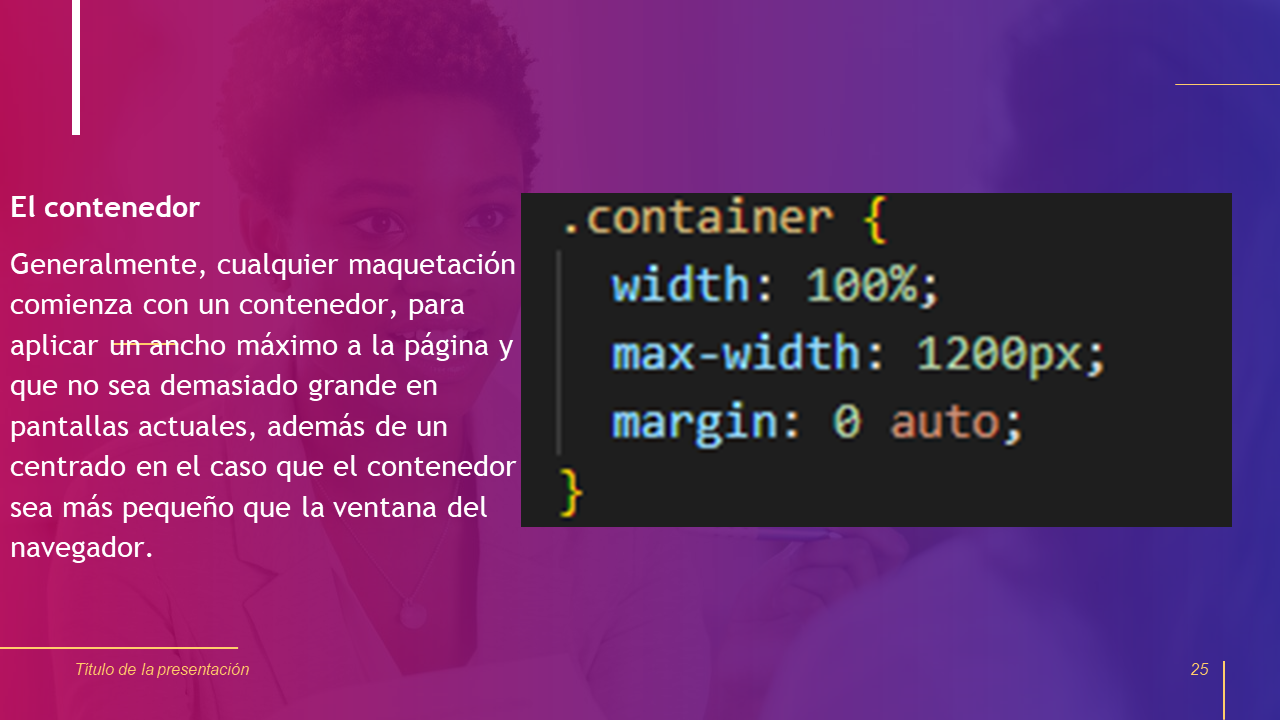 El contenedor
Generalmente, cualquier maquetación
comienza con un contenedor, para
aplicar un ancho máximo a la página y
que no sea demasiado grande en
pantallas actuales, además de un
centrado en el caso que el contenedor
sea más pequeño que la ventana del
navegador.
.container {
width: 100%;
max-width: 1200px;
margin: 0 auto;
}
Título de la presentación
25